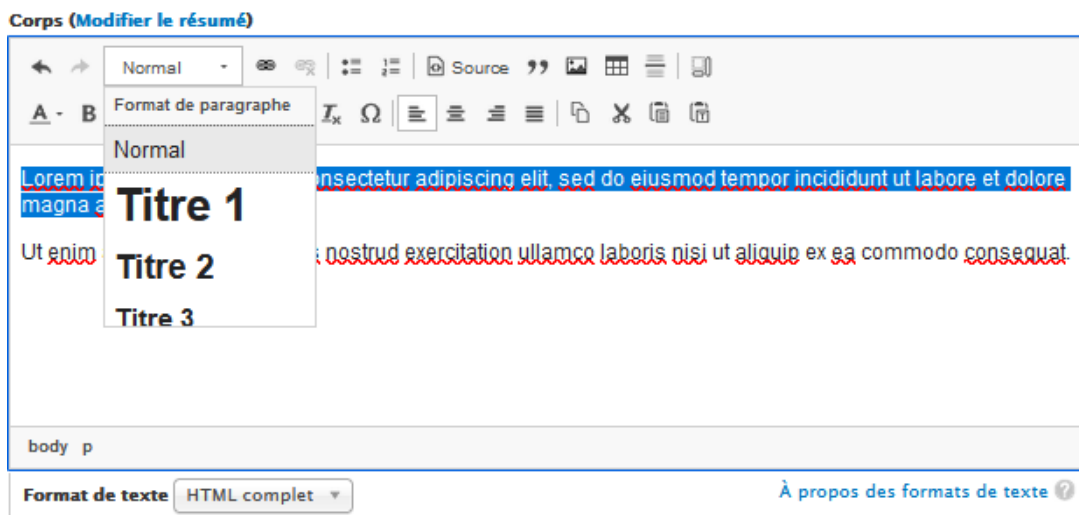 Corps (Modifier le résumé)
Normal Source
A B Format de paragraphe Ω
Normal
Lorem onsectetur adipiscing elit, sed do eiusmod tempor incididunt ut labore et dolore
magna
Titre 1
Ut enim nostrud exercitation ullamco laboris nisi ut aliquip ex ea commodo consequat.
Titre 2
Titre 3
body p
Format de texte HTML complet À propos des formats de texte ?